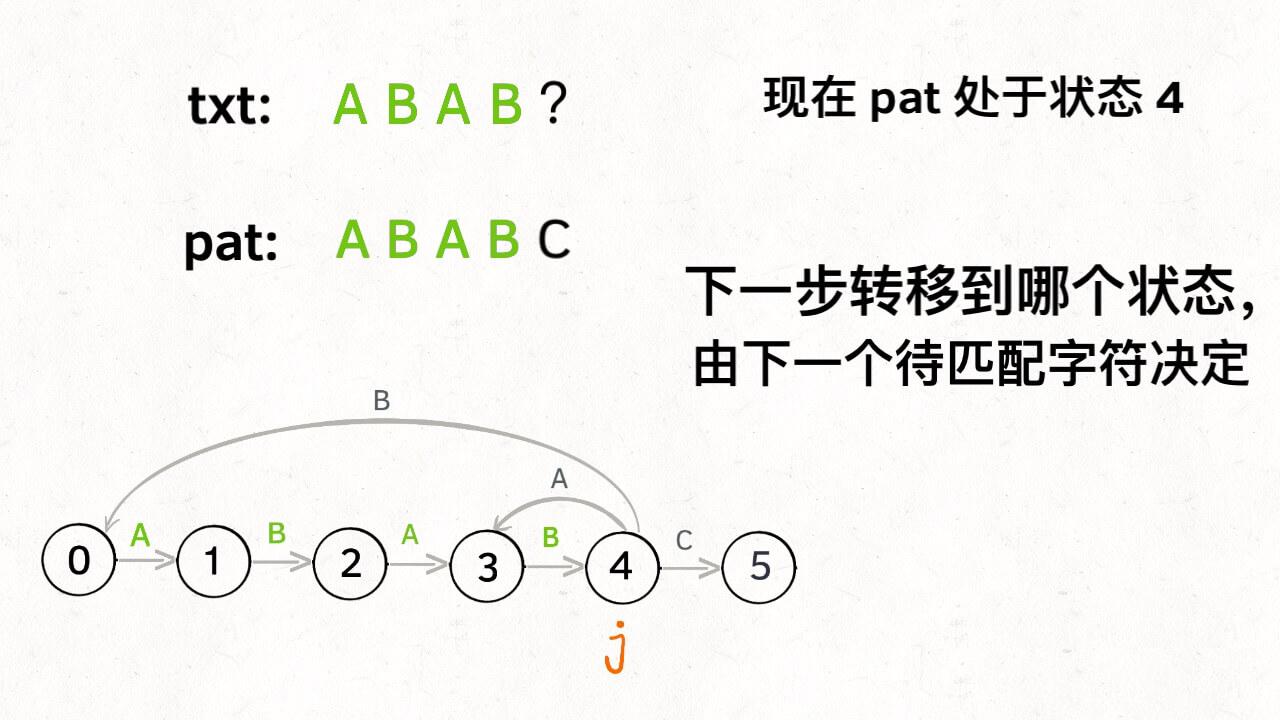 txt: A B A B ?
现在 pat 处于状态 4
pat: A B A B C
下一步转移到哪个状态，
由下一个待匹配字符决定
B
A
A B A B C
0 1 2 3 4 5
j